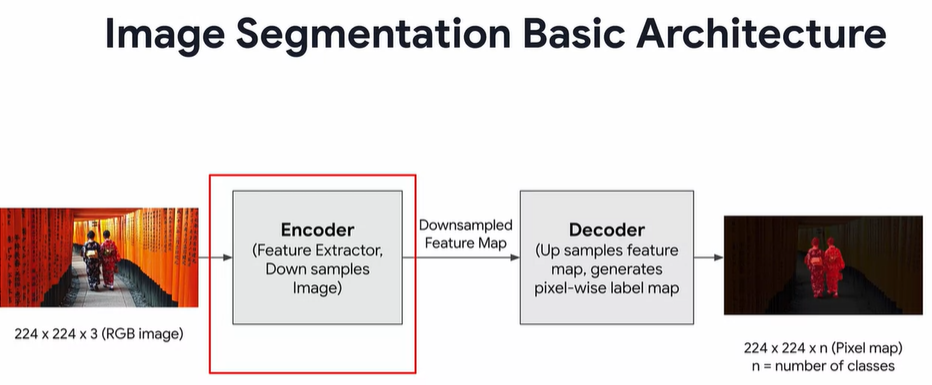 Image Segmentation Basic Architecture
Encoder
(Feature Extractor,
Down samples
Image)
Downsampled
Feature Map
Decoder
(Up samples feature
map, generates
pixel-wise label map
224 x 224 x 3 (RGB image)
224 x 224 x n (Pixel map)
n = number of classes